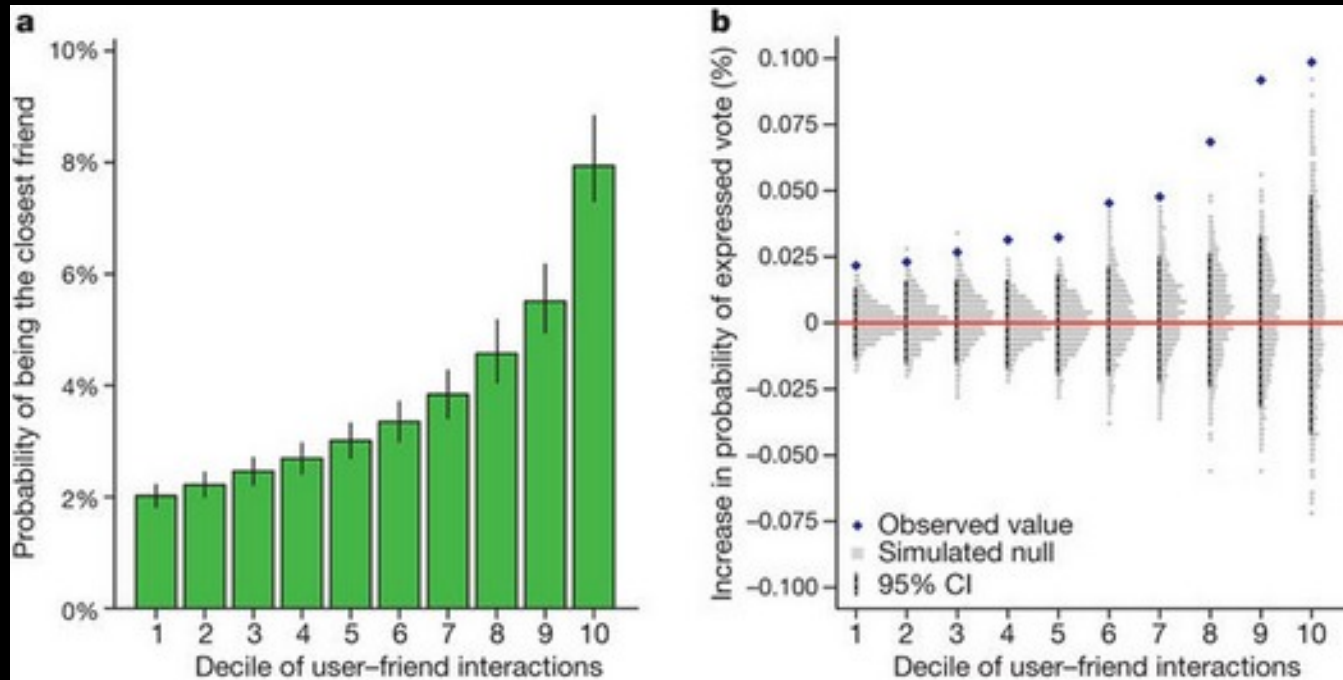 a
Probability of being the closest friend
10%
8%
6%
4%
2%
0%
1 2 3 4 5 6 7 8 9 10
Decile of user–friend interactions
b
Increase in probability of expressed vote (%)
0.100
0.075
0.050
0.025
0
–0.025
–0.050
–0.075
–0.100
Observed value
Simulated null
95% CI
1 2 3 4 5 6 7 8 9 10
Decile of user–friend interactions